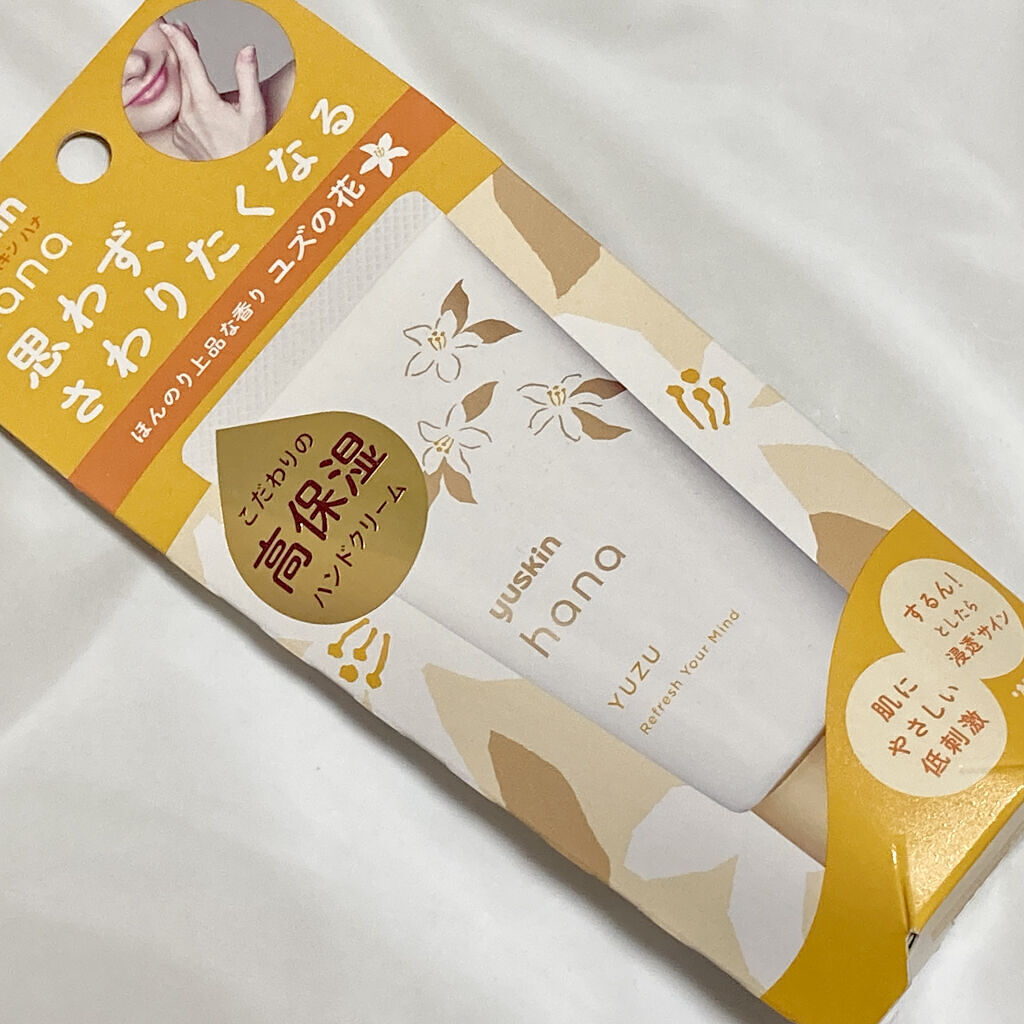 hana
思わず、
さわりたくなる
ほんのり上品な香り ユズの花
こだわりの
高保湿
ハンドクリーム
yuskin
hana
YUZU
Refresh Your Mind
するん!
としたら
浸透*サイン
肌に
やさしい
低刺激